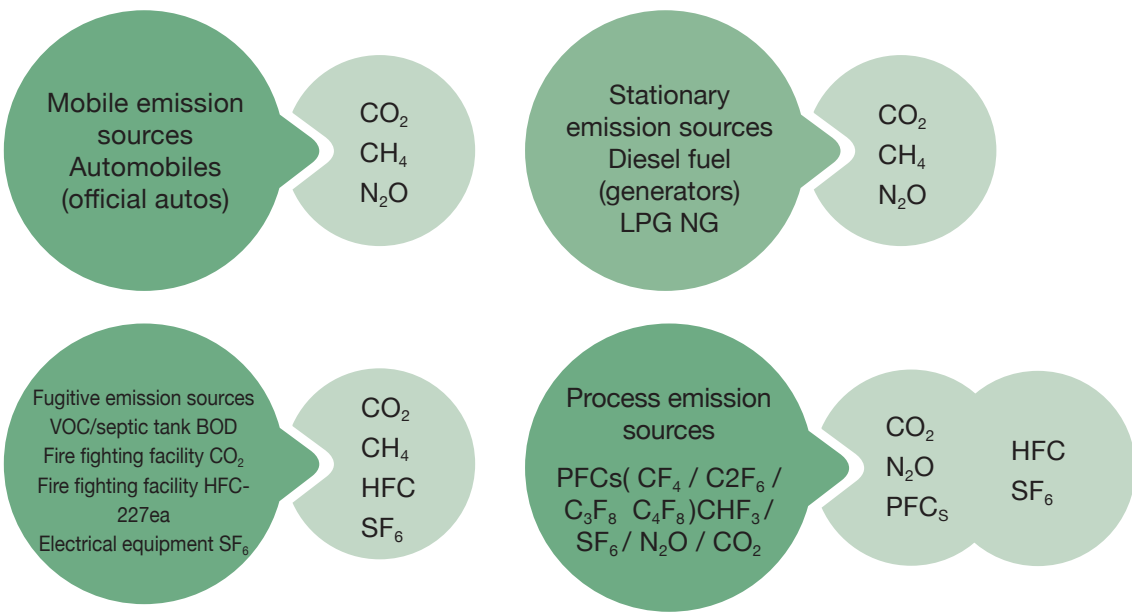 Mobile emission
sources
Automobiles
(official autos)
CO₂
CH₄
N₂O
Stationary
emission sources
Diesel fuel
(generators)
LPG NG
CO₂
CH₄
N₂O
Fugitive emission sources
VOC/septic tank BOD
Fire fighting facility CO₂
Fire fighting facility HFC-
227ea
Electrical equipment SF₆
CO₂
CH₄
HFC
SF₆
Process emission
sources
PFCs( CF₄ / C2F₆ /
C₃F₈ C₄F₈)CHF₃ /
SF₆ / N₂O / CO₂
CO₂
N₂O
PFCₛ
HFC
SF₆